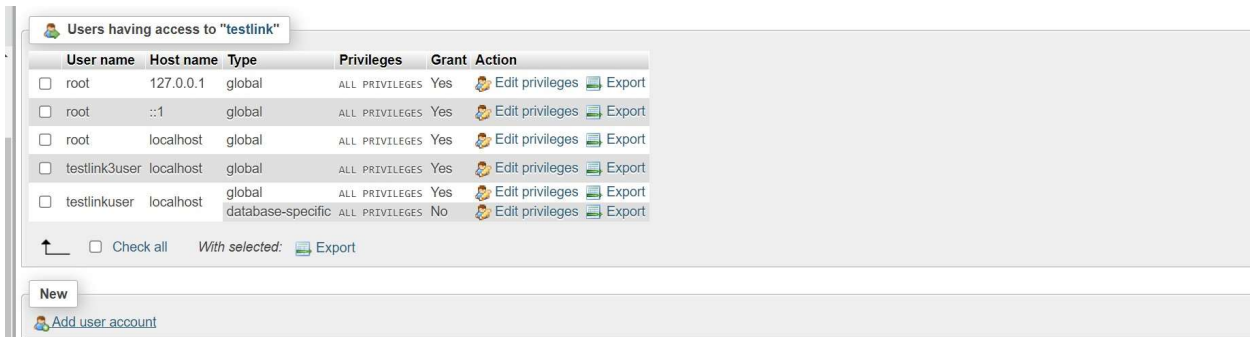 Users having access to "testlink"
User name Host name Type Privileges Grant Action
root 127.0.0.1 global ALL PRIVILEGES Yes Edit privileges Export
root ::1 global ALL PRIVILEGES Yes Edit privileges Export
root localhost global ALL PRIVILEGES Yes Edit privileges Export
testlink3user localhost global ALL PRIVILEGES Yes Edit privileges Export
testlinkuser localhost global ALL PRIVILEGES Yes Edit privileges Export
database-specific ALL PRIVILEGES No Edit privileges Export
Check all With selected: Export
New
Add user account